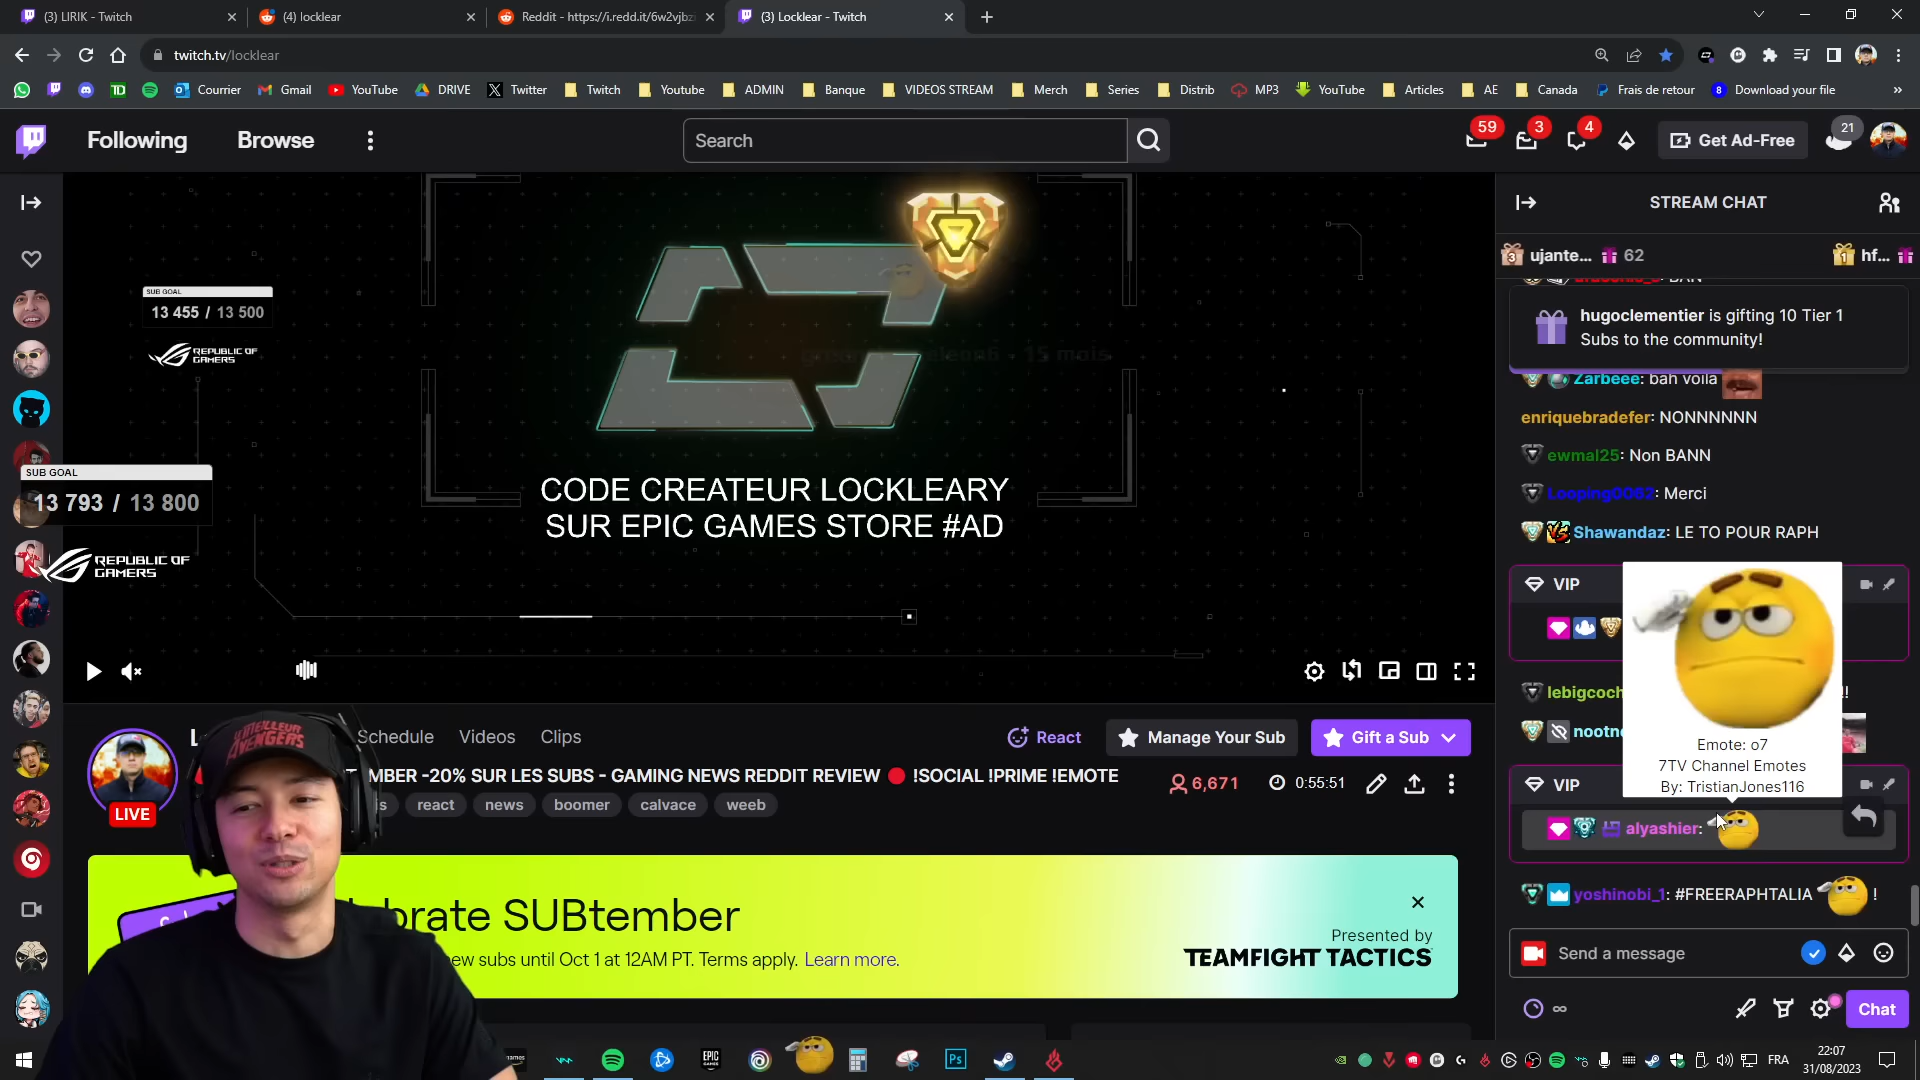 (3) LIRIK - Twitch
(4) locklear
Reddit - https://i.redd.it/6w2vjbz
(3) Locklear - Twitch
twitch.tv/locklear
Courrier
Gmail
YouTube
DRIVE
Twitter
Twitch
Youtube
ADMIN
Banque
VIDEOS STREAM
Merch
Series
Distrib
MP3
YouTube
Articles
AE
Canada
Frais de retour
Download your file
Following
Browse
Search
59
3
4
Get Ad-Free
21
STREAM CHAT
3 ujante... 62
1 hf...
SUB GOAL
13 455 / 13 500
REPUBLIC OF
GAMERS
SUB GOAL
13 793 / 13 800
REPUBLIC OF
GAMERS
CODE CREATEUR LOCKLEARY
SUR EPIC GAMES STORE #AD
hugoclementier is gifting 10 Tier 1
Subs to the community!
Zarbeee: bah voila
enriquebradefer: NONNNNNN
ewmal25: Non BANN
Looping0062: Merci
Shawandaz: LE TO POUR RAPH
VIP
lebigcoch
!!
nootn
Emote: o7
7TV Channel Emotes
By: TristianJones116
VIP
alyashier:
yoshinobi_1: #FREERAPHTALIA !
Send a message
Chat
LIVE
MEILLEUR
AVENGERS
Schedule
Videos
Clips
React
Manage Your Sub
Gift a Sub
MBER -20% SUR LES SUBS - GAMING NEWS REDDIT REVIEW 🔴 !SOCIAL !PRIME !EMOTE
6,671
0:55:51
react
news
boomer
calvace
weeb
brate SUBtember
ew subs until Oct 1 at 12AM PT. Terms apply. Learn more.
Presented by
TEAMFIGHT TACTICS
EPIC
GAMES
Ps
FRA
22:07
31/08/2023